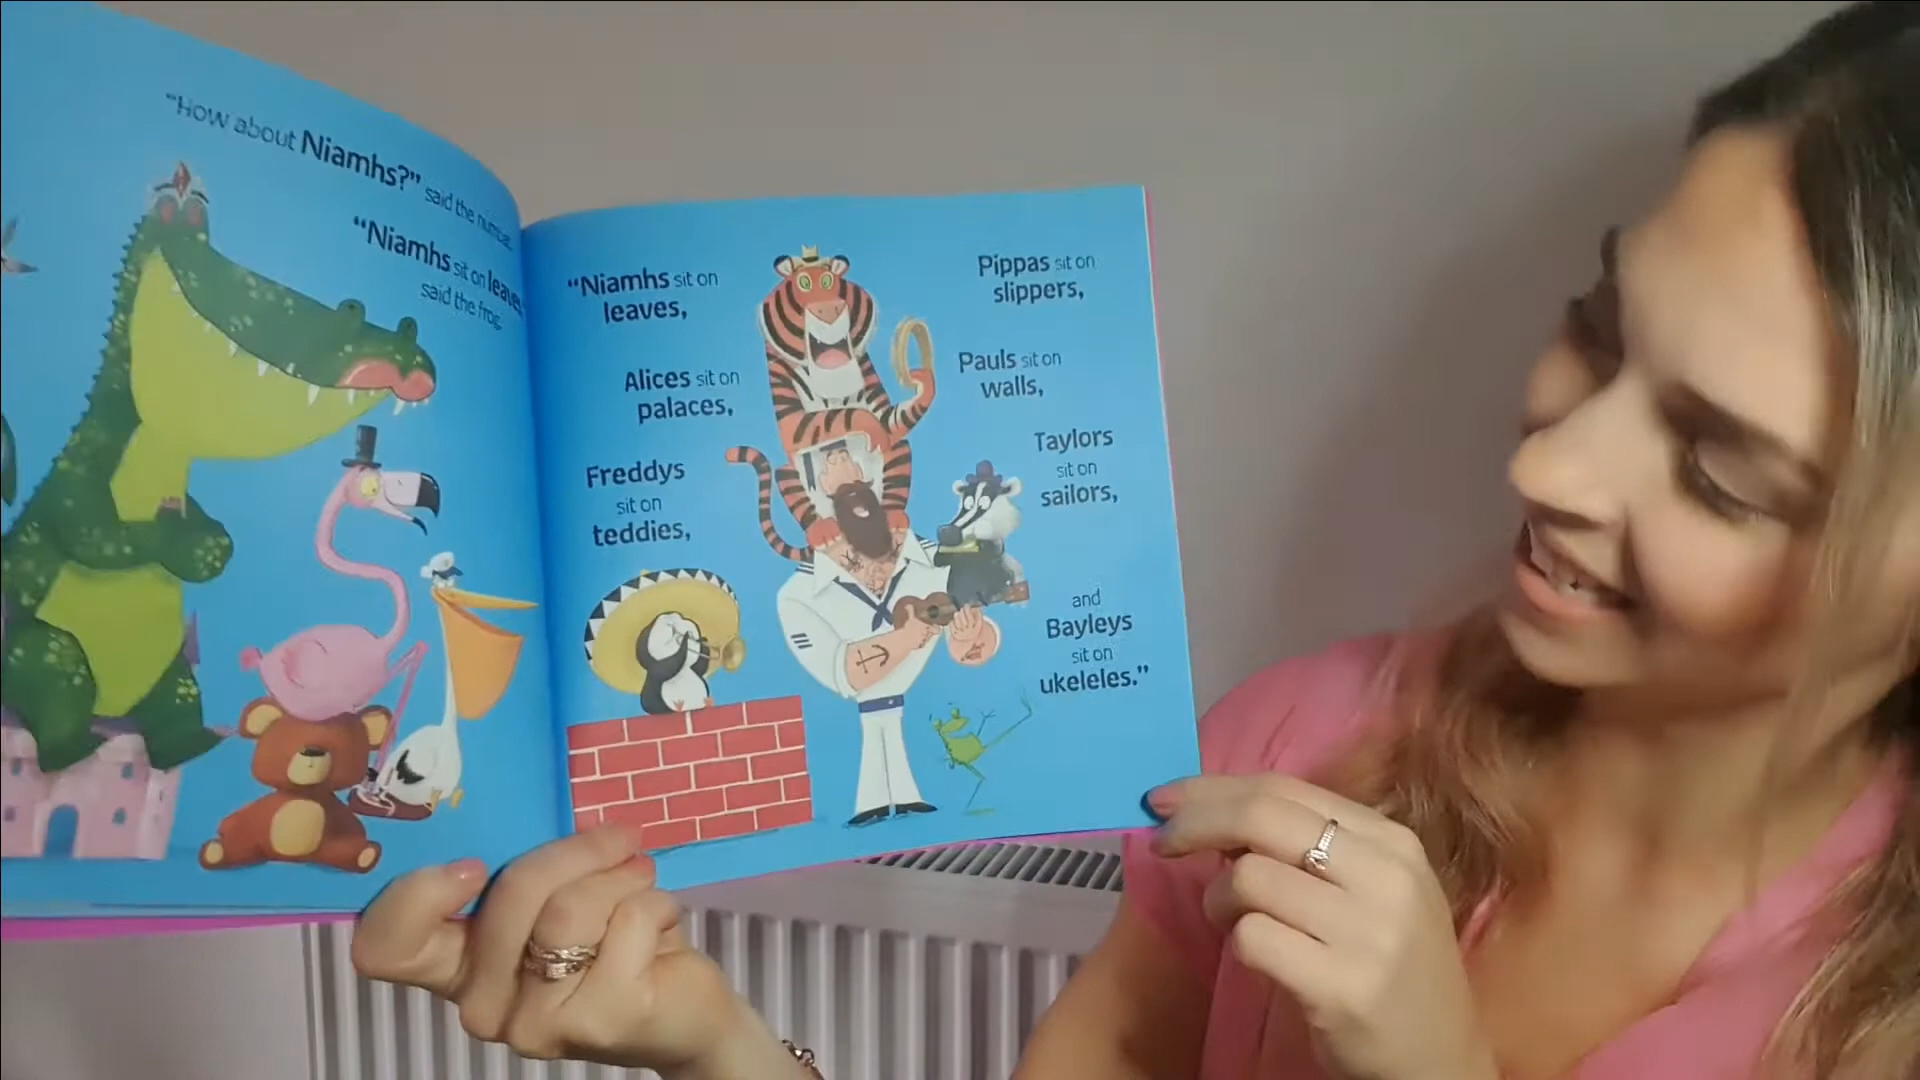 “How about Niamhs?” said the numbat.
“Niamhs sit on leaves,”
said the frog.
“Niamhs sit on
leaves,
Alices sit on
palaces,
Freddys
sit on
teddies,
Pippas sit on
slippers,
Pauls sit on
walls,
Taylors
sit on
sailors,
and
Bayleys
sit on
ukeleles.”